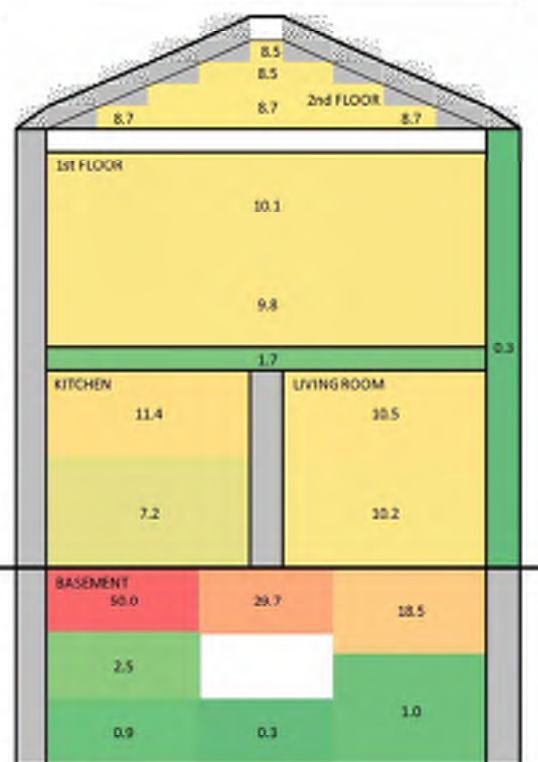 8.5
8.5
8.7 2nd FLOOR
8.7 8.7
1st FLOOR
10.1
9.8
0.3
1.7
KITCHEN LIVING ROOM
11.4 10.5
7.2 10.2
BASEMENT
50.0 29.7 18.5
2.5
1.0
0.9 0.3